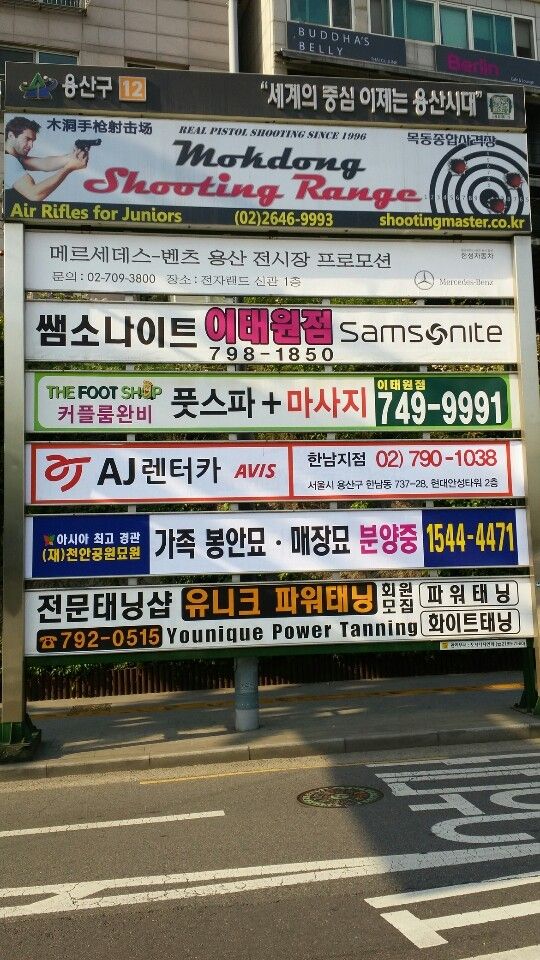 BUDDHA'S
BELLY
Berlin
용산구 12
"세계의 중심 이제는 용산시대"
木洞手枪射击场
REAL PISTOL SHOOTING SINCE 1996
목동종합사격장
Mokdong
Shooting Range
Air Rifles for Juniors
(02)2646-9993
shootingmaster.co.kr
메르세데스-벤츠 용산 전시장 프로모션
한성자동차
문의 : 02-709-3800 장소 : 전자랜드 신관 1층
Mercedes-Benz
쌤소나이트 이태원점 Samsonite
798-1850
THE FOOT SHOP
커플룸완비
풋스파 + 마사지
이태원점
749-9991
AJ렌터카 AVIS
한남지점 02) 790-1038
서울시 용산구 한남동 737-28, 현대안성타워 2층
아시아 최고 경관
(재)천안공원묘원
가족 봉안묘 · 매장묘 분양중
1544-4471
전문태닝샵 유니크 파워태닝
회원
모집
파워태닝
☎792-0515 Younique Power Tanning
화이트태닝